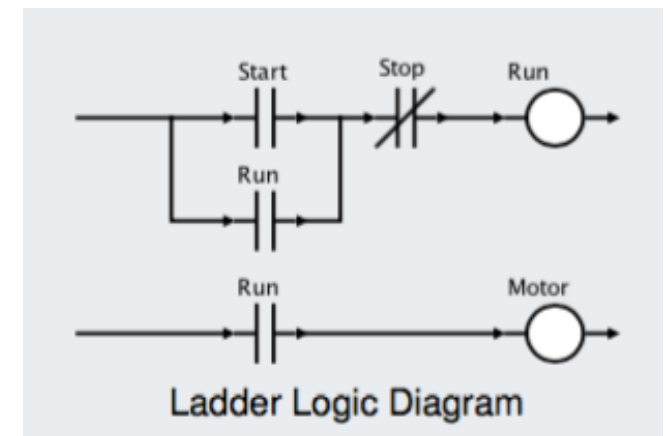 Start
Stop
Run
Run
Run
Motor
Ladder Logic Diagram